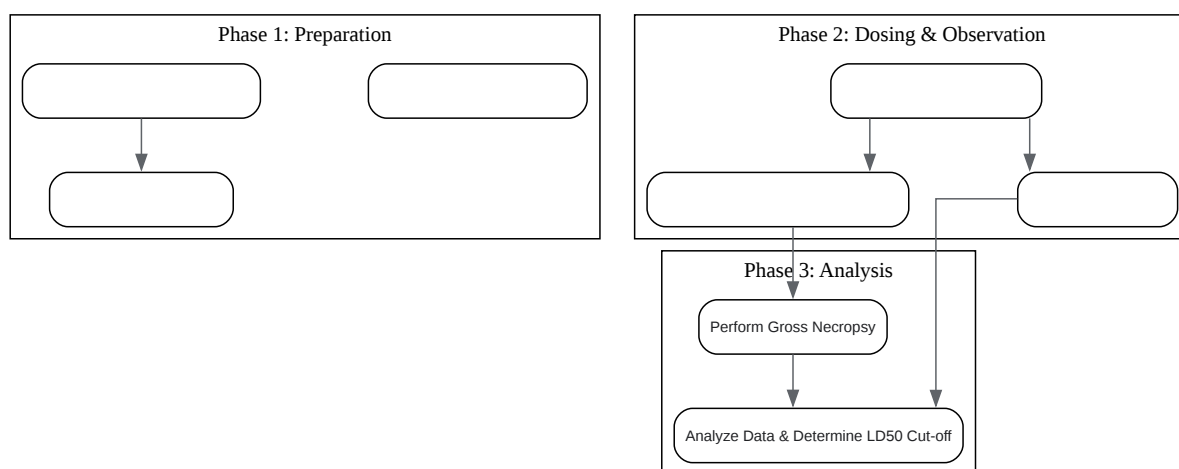 Phase 1: Preparation
Phase 2: Dosing & Observation
Phase 3: Analysis
Perform Gross Necropsy
Analyze Data & Determine LD50 Cut-off